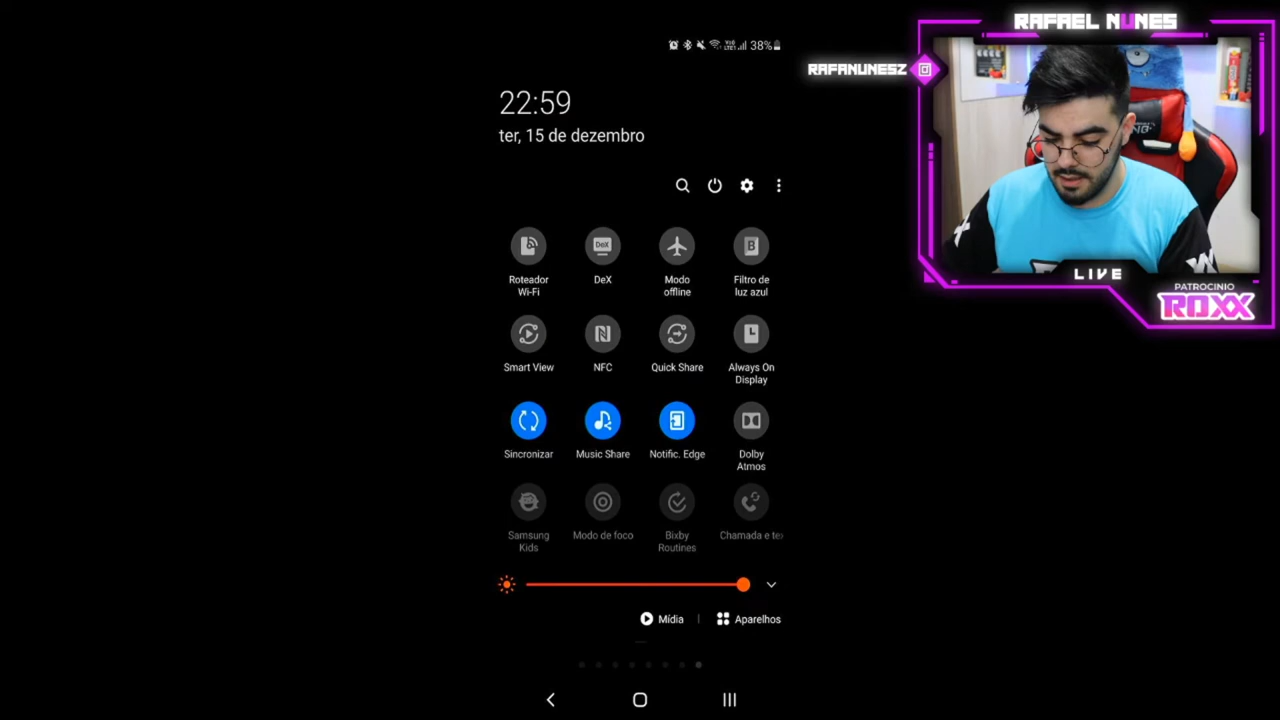 RAFAEL NUNES
RAFANUNESZ
38%
22:59
ter, 15 de dezembro
Roteador
Wi-Fi
DeX
DeX
Modo
offline
B
Filtro de
luz azul
Smart View
NFC
Quick Share
Always On
Display
LIVE
PATROCINIO
ROXX
Sincronizar
Music Share
Notific. Edge
Dolby
Atmos
Samsung
Kids
Modo de foco
Bixby
Routines
Chamada e tex
Mídia
Aparelhos